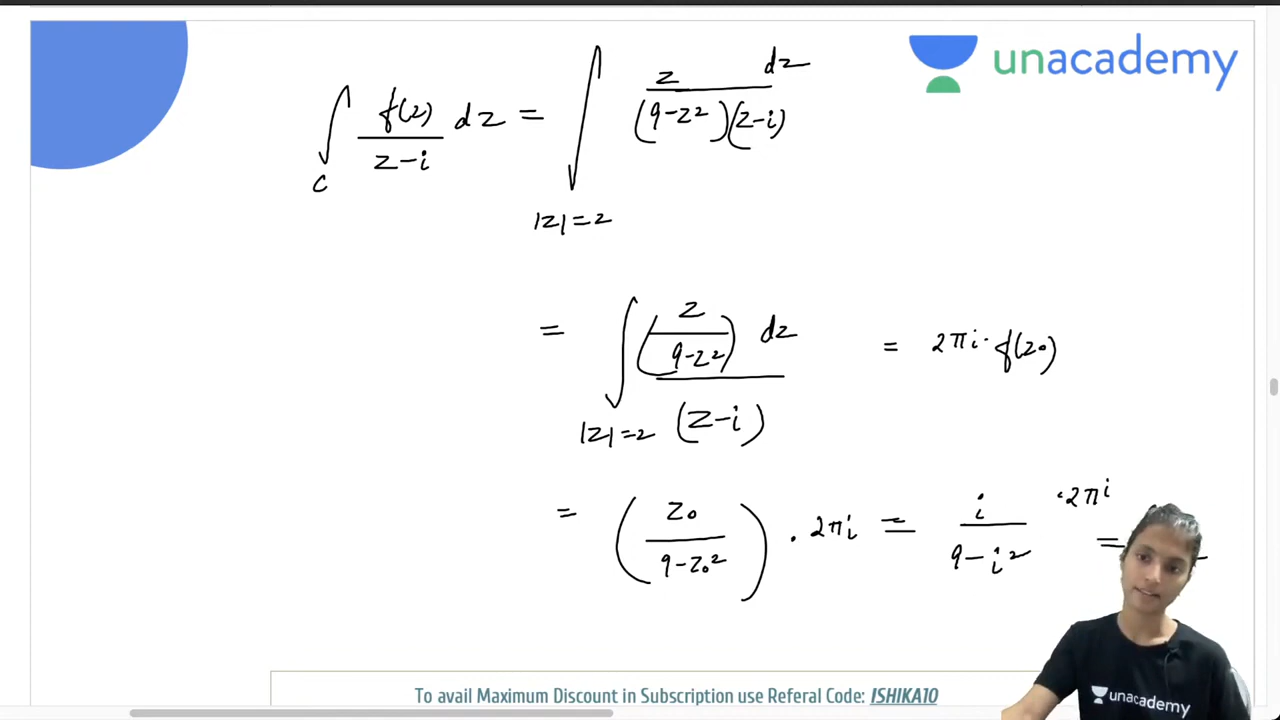 unacademy
∫_C f(z)/(z-i) dz = ∫_{|z|=2} z dz/((9-z²)(z-i))
= ∫_{|z|=2} (z/(9-z²)) dz/(z-i) = 2πi·f(z₀)
= (z₀/(9-z₀²)) · 2πi = i/(9-i²) ·2πi =
unacademy
To avail Maximum Discount in Subscription use Referal Code: ISHIKA10